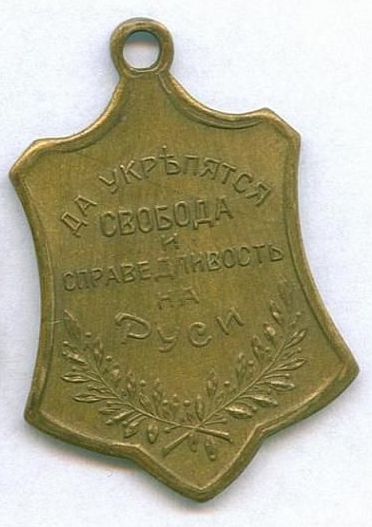 ДА УКРѢПЯТСЯ
СВОБОДА
И
СПРАВЕДЛИВОСТЬ
НА
РУСИ